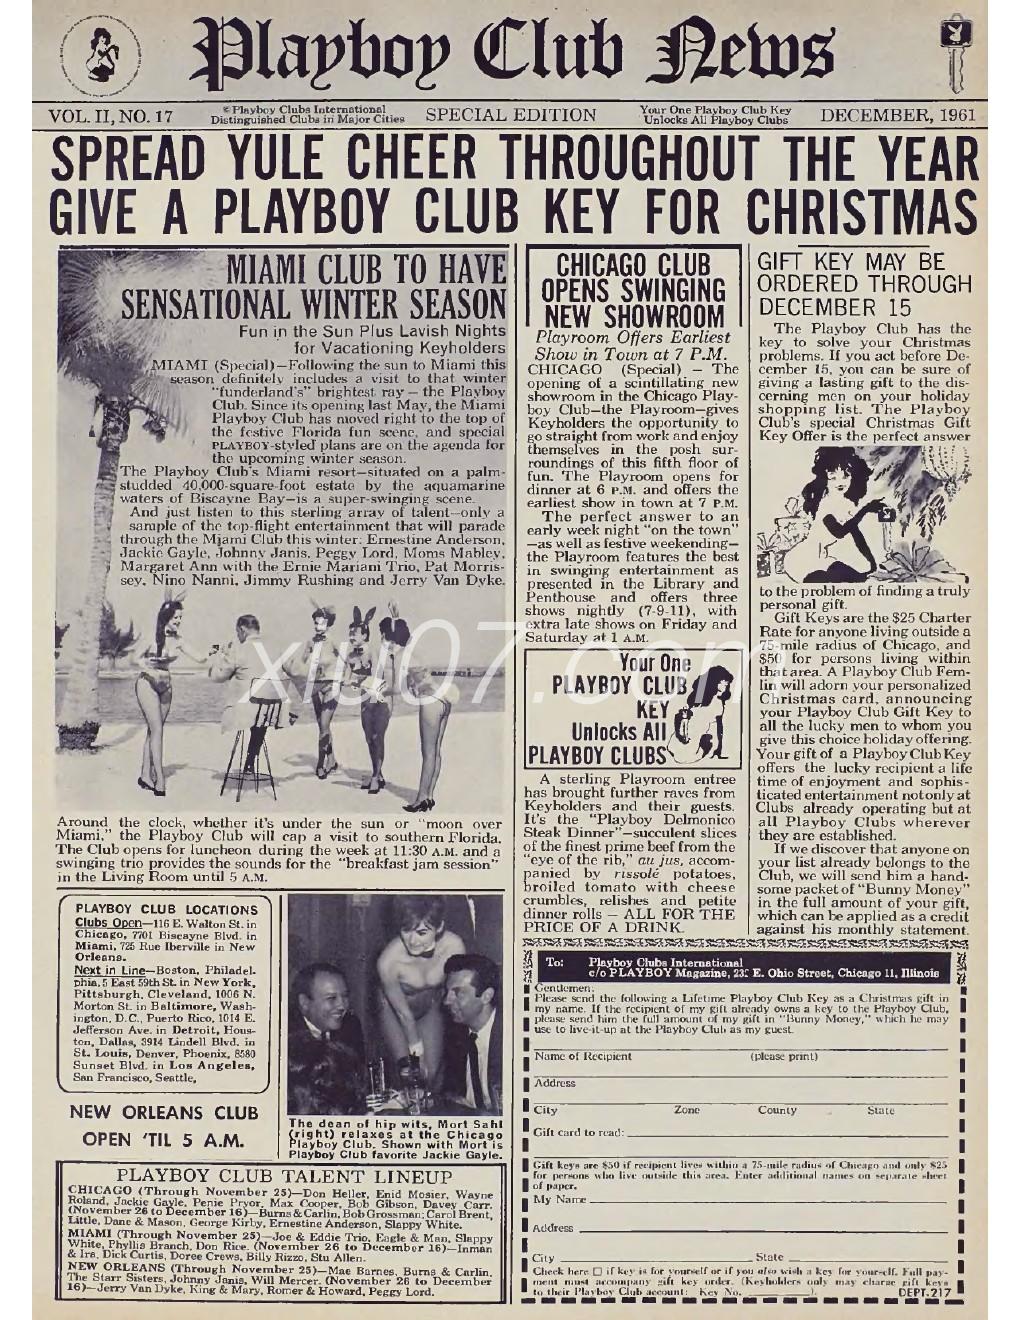 Playboy Club News
VOL. II, NO. 17
© Playboy Clubs International
Distinguished Clubs in Major Cities
SPECIAL EDITION
Your One Playboy Club Key
Unlocks All Playboy Clubs
DECEMBER, 1961
SPREAD YULE CHEER THROUGHOUT THE YEAR
GIVE A PLAYBOY CLUB KEY FOR CHRISTMAS
MIAMI CLUB TO HAVE
SENSATIONAL WINTER SEASON
Fun in the Sun Plus Lavish Nights
for Vacationing Keyholders
MIAMI (Special)—Following the sun to Miami this
season definitely includes a visit to that winter
"funderland's" brightest ray — the Playboy
Club. Since its opening last May, the Miami
Playboy Club has moved right to the top of
the festive Florida fun scene, and special
PLAYBOY-styled plans are on the agenda for
the upcoming winter season.
The Playboy Club's Miami resort—situated on a palm-
studded 40,000-square-foot estate by the aquamarine
waters of Biscayne Bay—is a super-swinging scene.
And just listen to this sterling array of talent—only a
sample of the top-flight entertainment that will parade
through the Miami Club this winter: Ernestine Anderson,
Jackie Gayle, Johnny Janis, Peggy Lord, Moms Mabley,
Margaret Ann with the Ernie Mariani Trio, Pat Morris-
sey, Nino Nanni, Jimmy Rushing and Jerry Van Dyke.
Around the clock, whether it's under the sun or "moon over
Miami," the Playboy Club will cap a visit to southern Florida.
The Club opens for luncheon during the week at 11:30 A.M. and a
swinging trio provides the sounds for the "breakfast jam session"
in the Living Room until 5 A.M.
PLAYBOY CLUB LOCATIONS
Clubs Open—116 E. Walton St. in
Chicago, 7701 Biscayne Blvd. in
Miami, 725 Rue Iberville in New
Orleans.
Next in Line—Boston, Philadel-
phia, 5 East 59th St. in New York,
Pittsburgh, Cleveland, 1006 N.
Morton St. in Baltimore, Wash-
ington, D.C., Puerto Rico, 1014 E.
Jefferson Ave. in Detroit, Hous-
ton, Dallas, 3914 Lindell Blvd. in
St. Louis, Denver, Phoenix, 8580
Sunset Blvd. in Los Angeles,
San Francisco, Seattle,
NEW ORLEANS CLUB
OPEN 'TIL 5 A.M.
The dean of hip wits, Mort Sahl
(right) relaxes at the Chicago
Playboy Club. Shown with Mort is
Playboy Club favorite Jackie Gayle.
PLAYBOY CLUB TALENT LINEUP
CHICAGO (Through November 25)—Don Heller, Enid Mosier, Wayne
Roland, Jackie Gayle, Penie Pryor, Max Cooper, Bob Gibson, Davey Carr.
(November 26 to December 16)—Burns & Carlin, Bob Grossman, Carol Brent,
Little, Dane & Mason, George Kirby, Ernestine Anderson, Slappy White.
MIAMI (Through November 25)—Joe & Eddie Trio, Eagle & Man, Slappy
White, Phyllis Branch, Don Rice. (November 26 to December 16)—Inman
& Ira, Dick Curtis, Doree Crews, Billy Rizzo, Stu Allen.
NEW ORLEANS (Through November 25)—Mae Barnes, Burns & Carlin,
The Starr Sisters, Johnny Janis, Will Mercer. (November 26 to December
16)—Jerry Van Dyke, King & Mary, Romer & Howard, Peggy Lord.
CHICAGO CLUB
OPENS SWINGING
NEW SHOWROOM
Playroom Offers Earliest
Show in Town at 7 P.M.
CHICAGO (Special) — The
opening of a scintillating new
showroom in the Chicago Play-
boy Club—the Playroom—gives
Keyholders the opportunity to
go straight from work and enjoy
themselves in the posh sur-
roundings of this fifth floor of
fun. The Playroom opens for
dinner at 6 P.M. and offers the
earliest show in town at 7 P.M.
The perfect answer to an
early week night "on the town"
—as well as festive weekending—
the Playroom features the best
in swinging entertainment as
presented in the Library and
Penthouse and offers three
shows nightly (7-9-11), with
extra late shows on Friday and
Saturday at 1 A.M.
Your One
PLAYBOY CLUB
KEY
Unlocks All
PLAYBOY CLUBS
A sterling Playroom entree
has brought further raves from
Keyholders and their guests.
It's the "Playboy Delmonico
Steak Dinner"—succulent slices
of the finest prime beef from the
"eye of the rib," au jus, accom-
panied by rissolé potatoes,
broiled tomato with cheese
crumbles, relishes and petite
dinner rolls — ALL FOR THE
PRICE OF A DRINK.
GIFT KEY MAY BE
ORDERED THROUGH
DECEMBER 15
The Playboy Club has the
key to solve your Christmas
problems. If you act before De-
cember 15, you can be sure of
giving a lasting gift to the dis-
cerning men on your holiday
shopping list. The Playboy
Club's special Christmas Gift
Key Offer is the perfect answer
to the problem of finding a truly
personal gift.
Gift Keys are the $25 Charter
Rate for anyone living outside a
75-mile radius of Chicago, and
$50 for persons living within
that area. A Playboy Club Fem-
lin will adorn your personalized
Christmas card, announcing
your Playboy Club Gift Key to
all the lucky men to whom you
give this choice holiday offering.
Your gift of a Playboy Club Key
offers the lucky recipient a life
time of enjoyment and sophis-
ticated entertainment not only at
Clubs already operating but at
all Playboy Clubs wherever
they are established.
If we discover that anyone on
your list already belongs to the
Club, we will send him a hand-
some packet of "Bunny Money"
in the full amount of your gift,
which can be applied as a credit
against his monthly statement.
To: Playboy Clubs International
c/o PLAYBOY Magazine, 232 E. Ohio Street, Chicago 11, Illinois
Gentlemen:
Please send the following a Lifetime Playboy Club Key as a Christmas gift in
my name. If the recipient of my gift already owns a key to the Playboy Club,
please send him the full amount of my gift in "Bunny Money," which he may
use to live-it-up at the Playboy Club as my guest.
Name of Recipient (please print)
Address
City Zone County State
Gift card to read:
Gift keys are $50 if recipient lives within a 75-mile radius of Chicago and only $25
for persons who live outside this area. Enter additional names on separate sheet
of paper.
My Name
Address
City State
Check here ☐ if key is for yourself or if you also wish a key for yourself. Full pay-
ment must accompany gift key order. (Keyholders only may charge gift keys
to their Playboy Club account: Key No. ).
DEPT. 217
xiu07.com